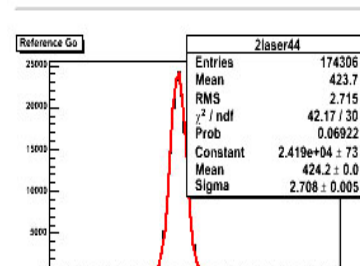 Reference Go
2laser44
Entries 174306
Mean 423.7
RMS 2.715
χ² / ndf 42.17 / 30
Prob 0.06922
Constant 2.419e+04 ± 73
Mean 424.2 ± 0.0
Sigma 2.708 ± 0.005
25000
20000
15000
10000
5000